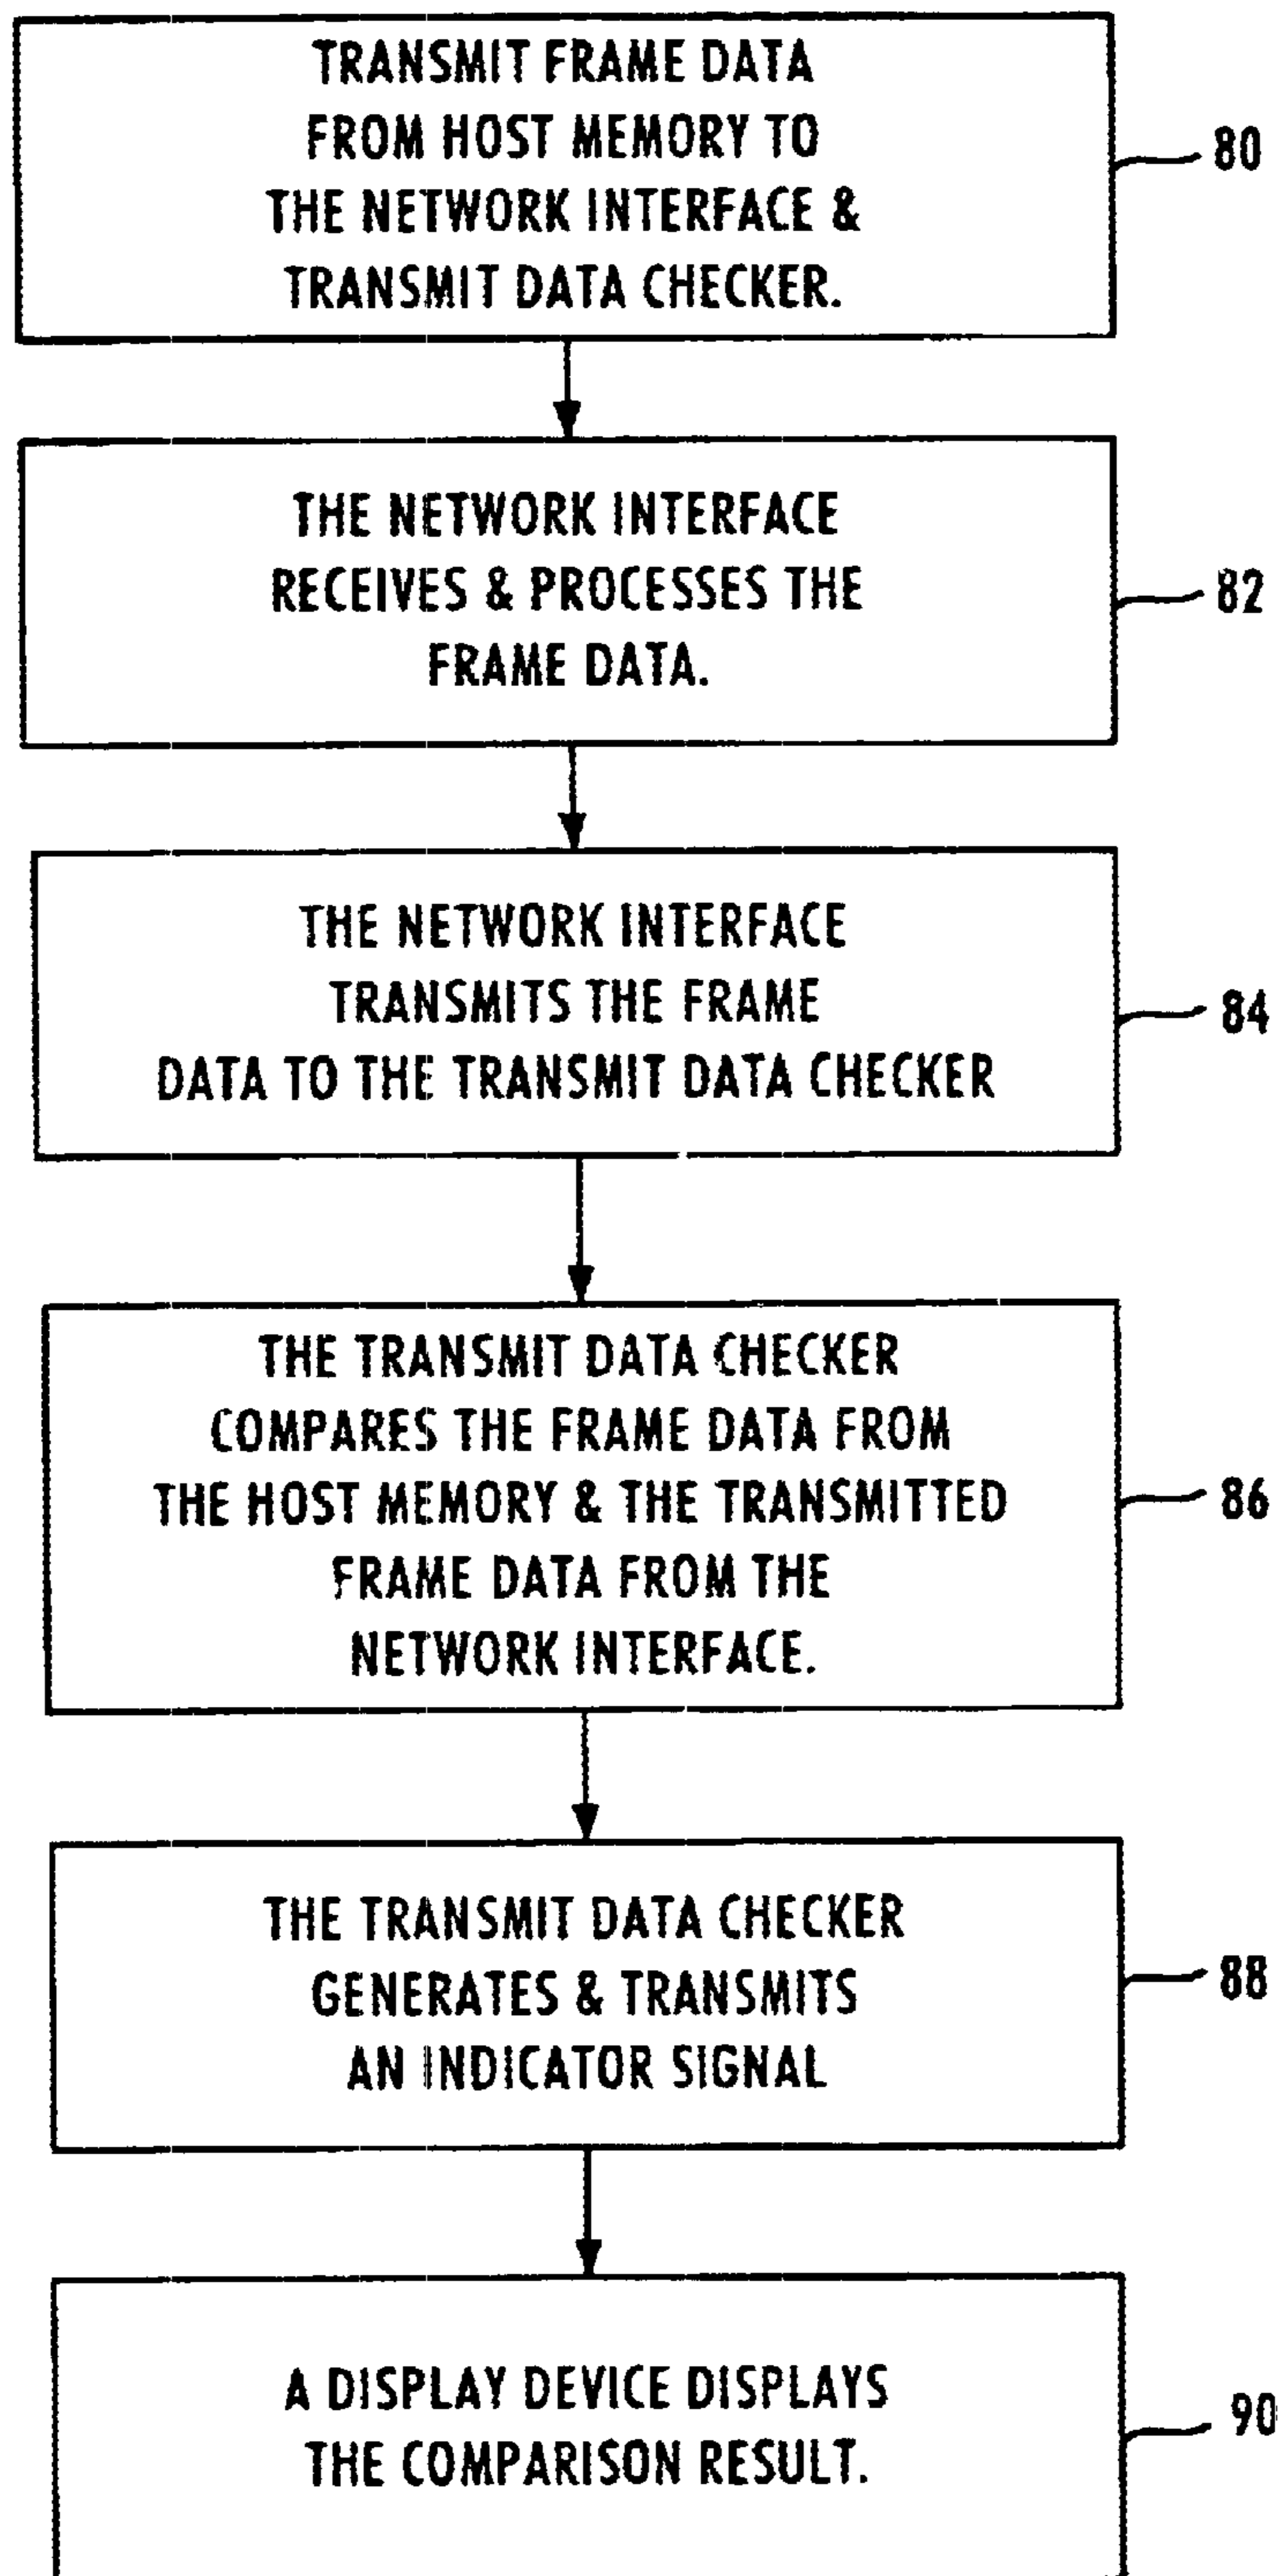 TRANSMIT FRAME DATA
FROM HOST MEMORY TO
THE NETWORK INTERFACE &
TRANSMIT DATA CHECKER.
80
THE NETWORK INTERFACE
RECEIVES & PROCESSES THE
FRAME DATA.
82
THE NETWORK INTERFACE
TRANSMITS THE FRAME
DATA TO THE TRANSMIT DATA CHECKER
84
THE TRANSMIT DATA CHECKER
COMPARES THE FRAME DATA FROM
THE HOST MEMORY & THE TRANSMITTED
FRAME DATA FROM THE
NETWORK INTERFACE.
86
THE TRANSMIT DATA CHECKER
GENERATES & TRANSMITS
AN INDICATOR SIGNAL
88
A DISPLAY DEVICE DISPLAYS
THE COMPARISON RESULT.
90